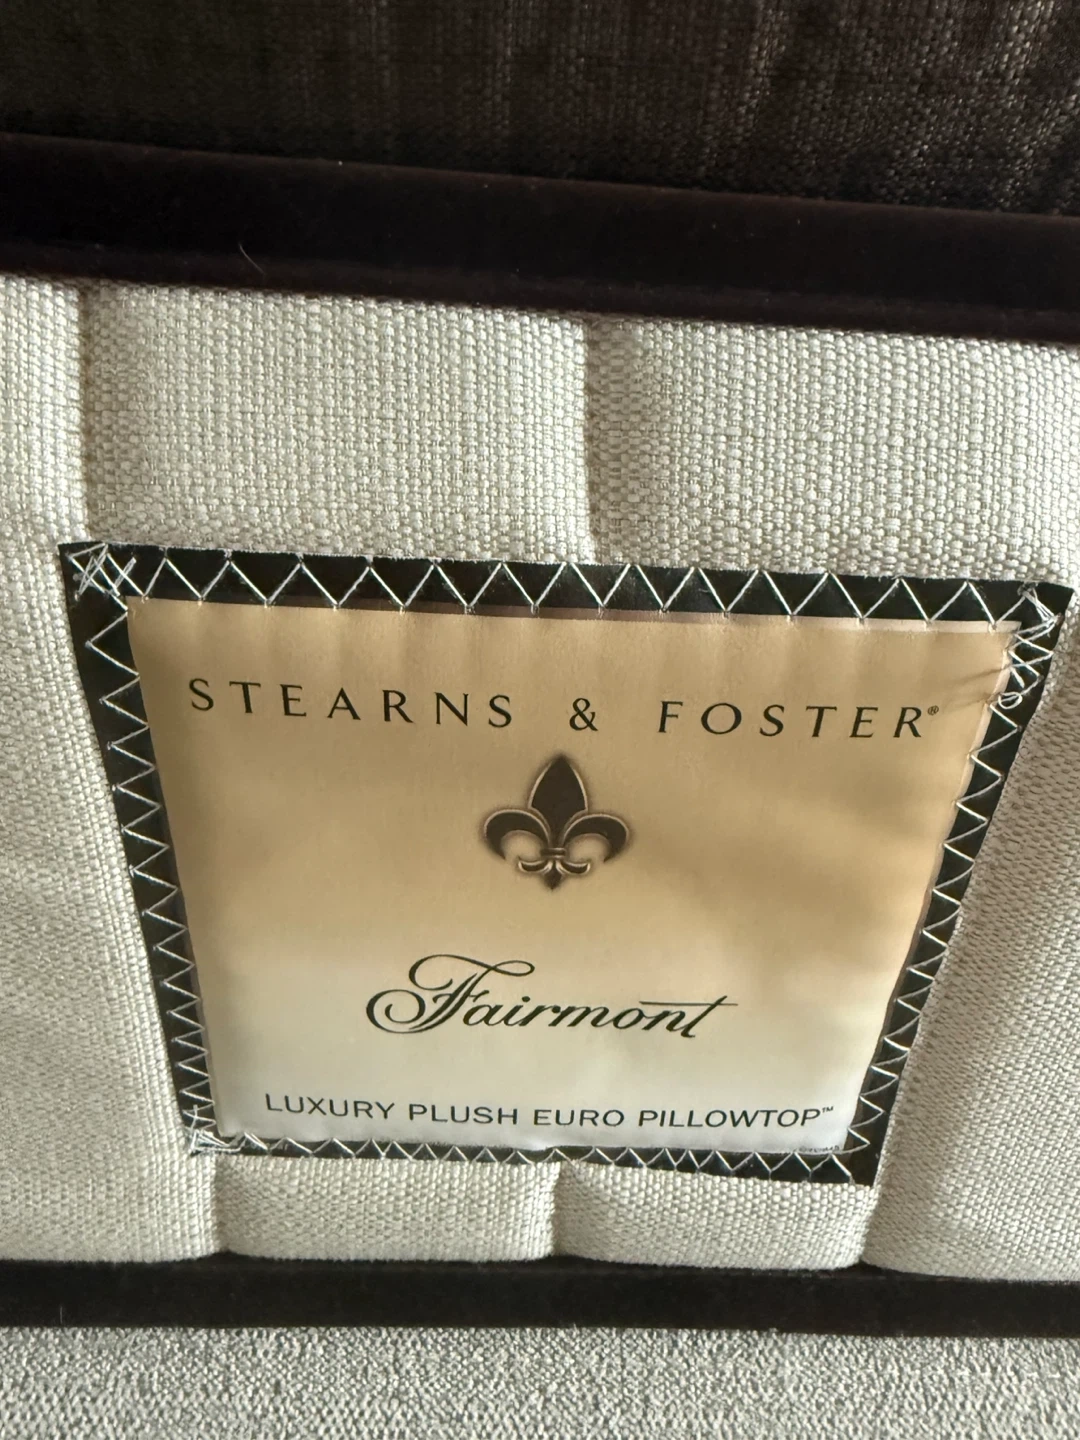 STEARNS & FOSTER®
Fairmont
LUXURY PLUSH EURO PILLOWTOP™